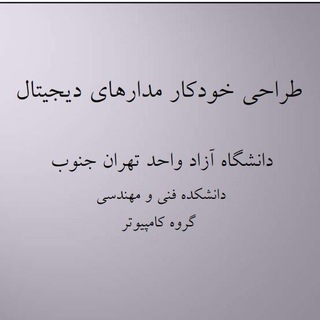 طراحی خودکار مدارهای دیجیتال
دانشگاه آزاد واحد تهران جنوب
دانشکده فنی و مهندسی
گروه کامپیوتر